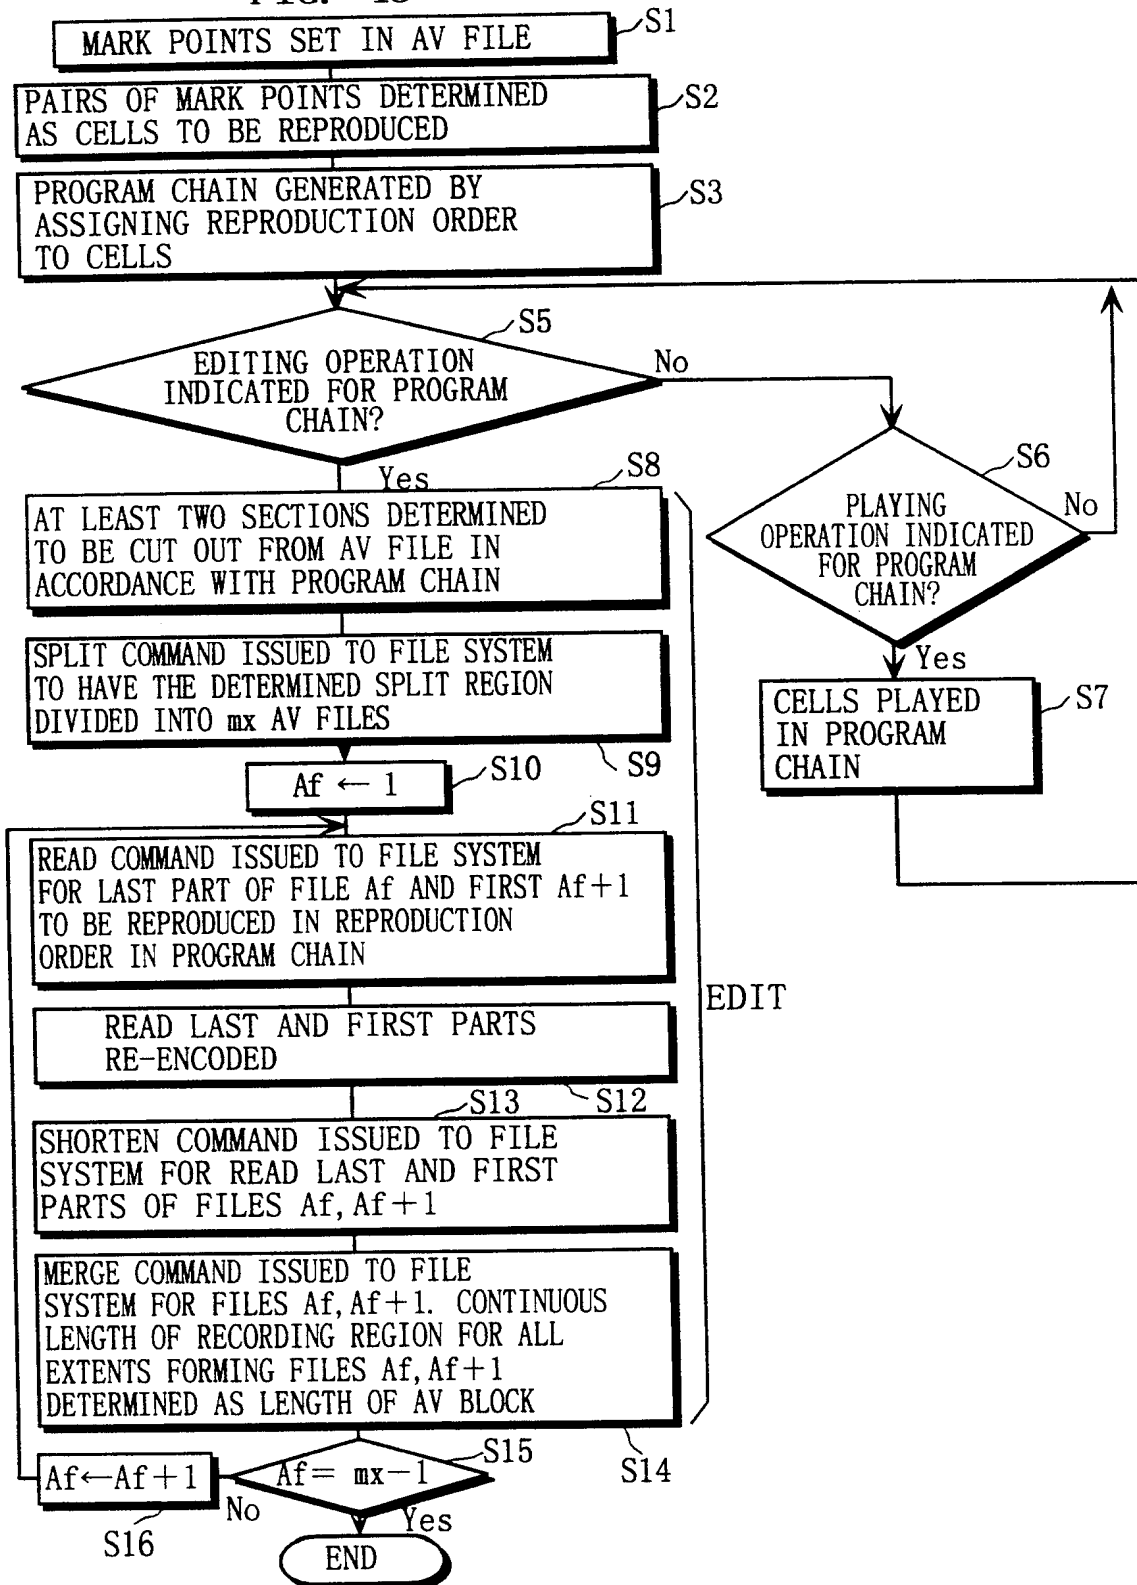 MARK POINTS SET IN AV FILE
S1
PAIRS OF MARK POINTS DETERMINED
AS CELLS TO BE REPRODUCED
S2
PROGRAM CHAIN GENERATED BY
ASSIGNING REPRODUCTION ORDER
TO CELLS
S3
EDITING OPERATION
INDICATED FOR PROGRAM
CHAIN?
S5
No
Yes
PLAYING
OPERATION INDICATED
FOR PROGRAM
CHAIN?
S6
No
Yes
CELLS PLAYED
IN PROGRAM
CHAIN
S7
S8
AT LEAST TWO SECTIONS DETERMINED
TO BE CUT OUT FROM AV FILE IN
ACCORDANCE WITH PROGRAM CHAIN
SPLIT COMMAND ISSUED TO FILE SYSTEM
TO HAVE THE DETERMINED SPLIT REGION
DIVIDED INTO mx AV FILES
S9
Af ← 1
S10
S11
READ COMMAND ISSUED TO FILE SYSTEM
FOR LAST PART OF FILE Af AND FIRST Af+1
TO BE REPRODUCED IN REPRODUCTION
ORDER IN PROGRAM CHAIN
EDIT
READ LAST AND FIRST PARTS
RE-ENCODED
S12
S13
SHORTEN COMMAND ISSUED TO FILE
SYSTEM FOR READ LAST AND FIRST
PARTS OF FILES Af, Af+1
MERGE COMMAND ISSUED TO FILE
SYSTEM FOR FILES Af, Af+1. CONTINUOUS
LENGTH OF RECORDING REGION FOR ALL
EXTENTS FORMING FILES Af, Af+1
DETERMINED AS LENGTH OF AV BLOCK
S14
Af= mx-1
S15
Af←Af+1
No
S16
Yes
END